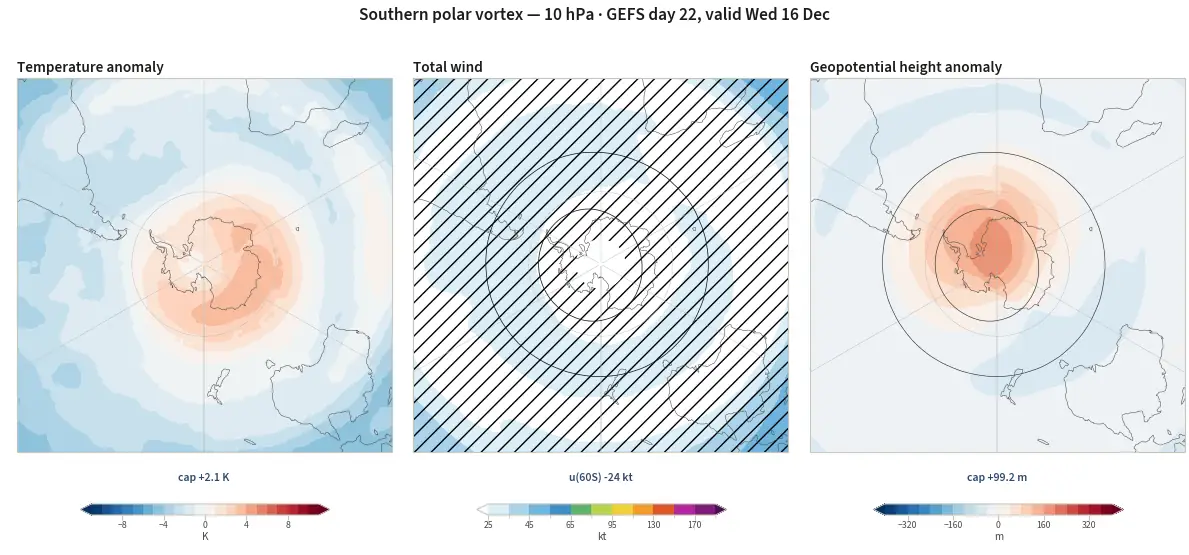 Southern polar vortex — 10 hPa · GEFS day 22, valid Wed 16 Dec
Temperature anomaly
Total wind
Geopotential height anomaly
cap +2.1 K
u(60S) -24 kt
cap +99.2 m
−8 −4 0 4 8
K
25 45 65 95 130 170
kt
−320 −160 0 160 320
m